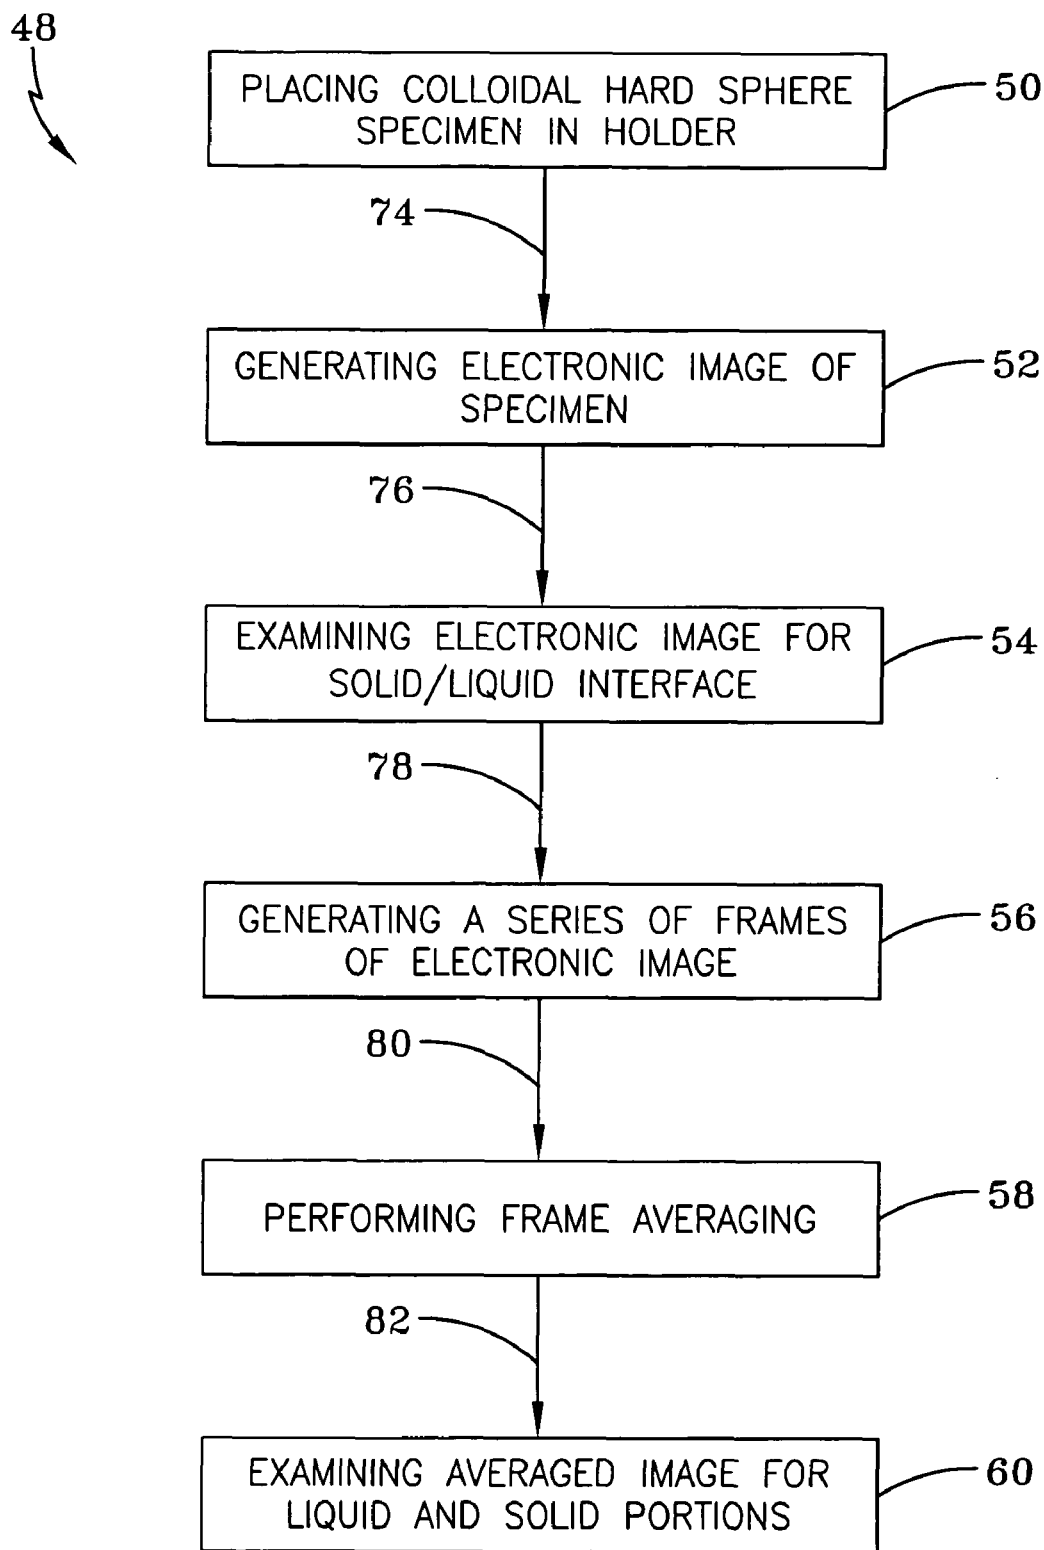 48
PLACING COLLOIDAL HARD SPHERE
SPECIMEN IN HOLDER
50
74
GENERATING ELECTRONIC IMAGE OF
SPECIMEN
52
76
EXAMINING ELECTRONIC IMAGE FOR
SOLID/LIQUID INTERFACE
54
78
GENERATING A SERIES OF FRAMES
OF ELECTRONIC IMAGE
56
80
PERFORMING FRAME AVERAGING
58
82
EXAMINING AVERAGED IMAGE FOR
LIQUID AND SOLID PORTIONS
60